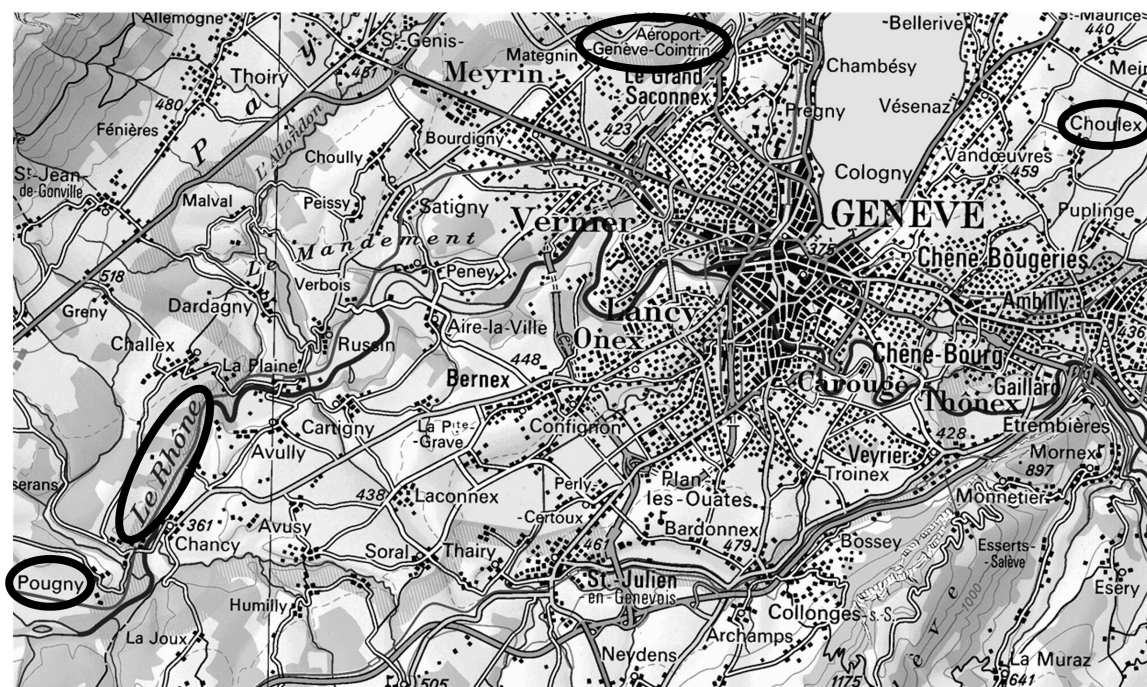 Allemogne
St-Genis-
Mategnin
Aéroport-
-Genève-Cointrin
-Bellerive
St-Maurice
440
Thoiry
451
Meyrin
Le Grand-
Saconnex
Chambésy
Mein
480
Pregny
Vésenaz
Choulex
Fénières
Pay
L'Allondon
Bourdigny
423
Choully
Vandœuvres
459
St-Jean-
de-Gonville
Cologny
Malval
Peissy
Satigny
Vernier
GENEVE
Puplinge
Le Mandement
375
518
Verbois
Peney
Chêne-Bougeries
Greny
Dardagny
Aire-la-Ville
Lancy
Ambilly
Challex
Russin
Onex
Chêne-Bourg
La Plaine
448
Bernex
Carouge
Thônex
Gaillard
Le Rhône
Cartigny
La Pte-
-Grave
Confignon
428
Etrembières
Avully
Veyrier
Troinex
Mornex
897
serans
438
Laconnex
Perly
Plan-
les-Ouates
Monnetier
361
Avusy
-Certoux
Bardonnex
Chancy
Soral
Thairy
461
479
Bossey
Esserts-
-Salève
Pougny
St-Julien
-en-Genevois
Collonges-s.-S.
1000
Esery
Humilly
La Joux
Archamps
Neydens
La Muraz
505
1175
641